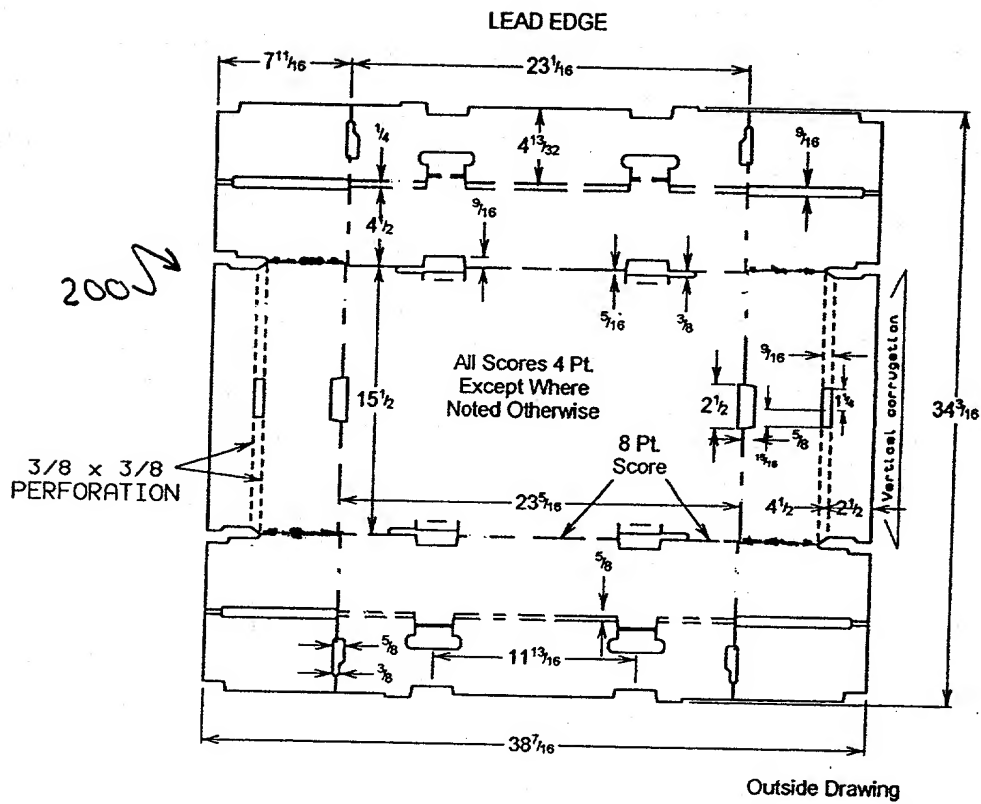 LEAD EDGE
7 11/16
23 1/16
1/4
4 13/32
9/16
4 1/2
9/16
200
5/16
3/8
All Scores 4 Pt.
Except Where
Noted Otherwise
15 1/2
9/16
2 1/2
1 1/4
5/8
15/16
34 3/16
Vertical corrugation
8 Pt.
Score
3/8 x 3/8
PERFORATION
23 5/16
4 1/2
2 1/2
5/8
5/8
3/8
11 13/16
38 7/16
Outside Drawing